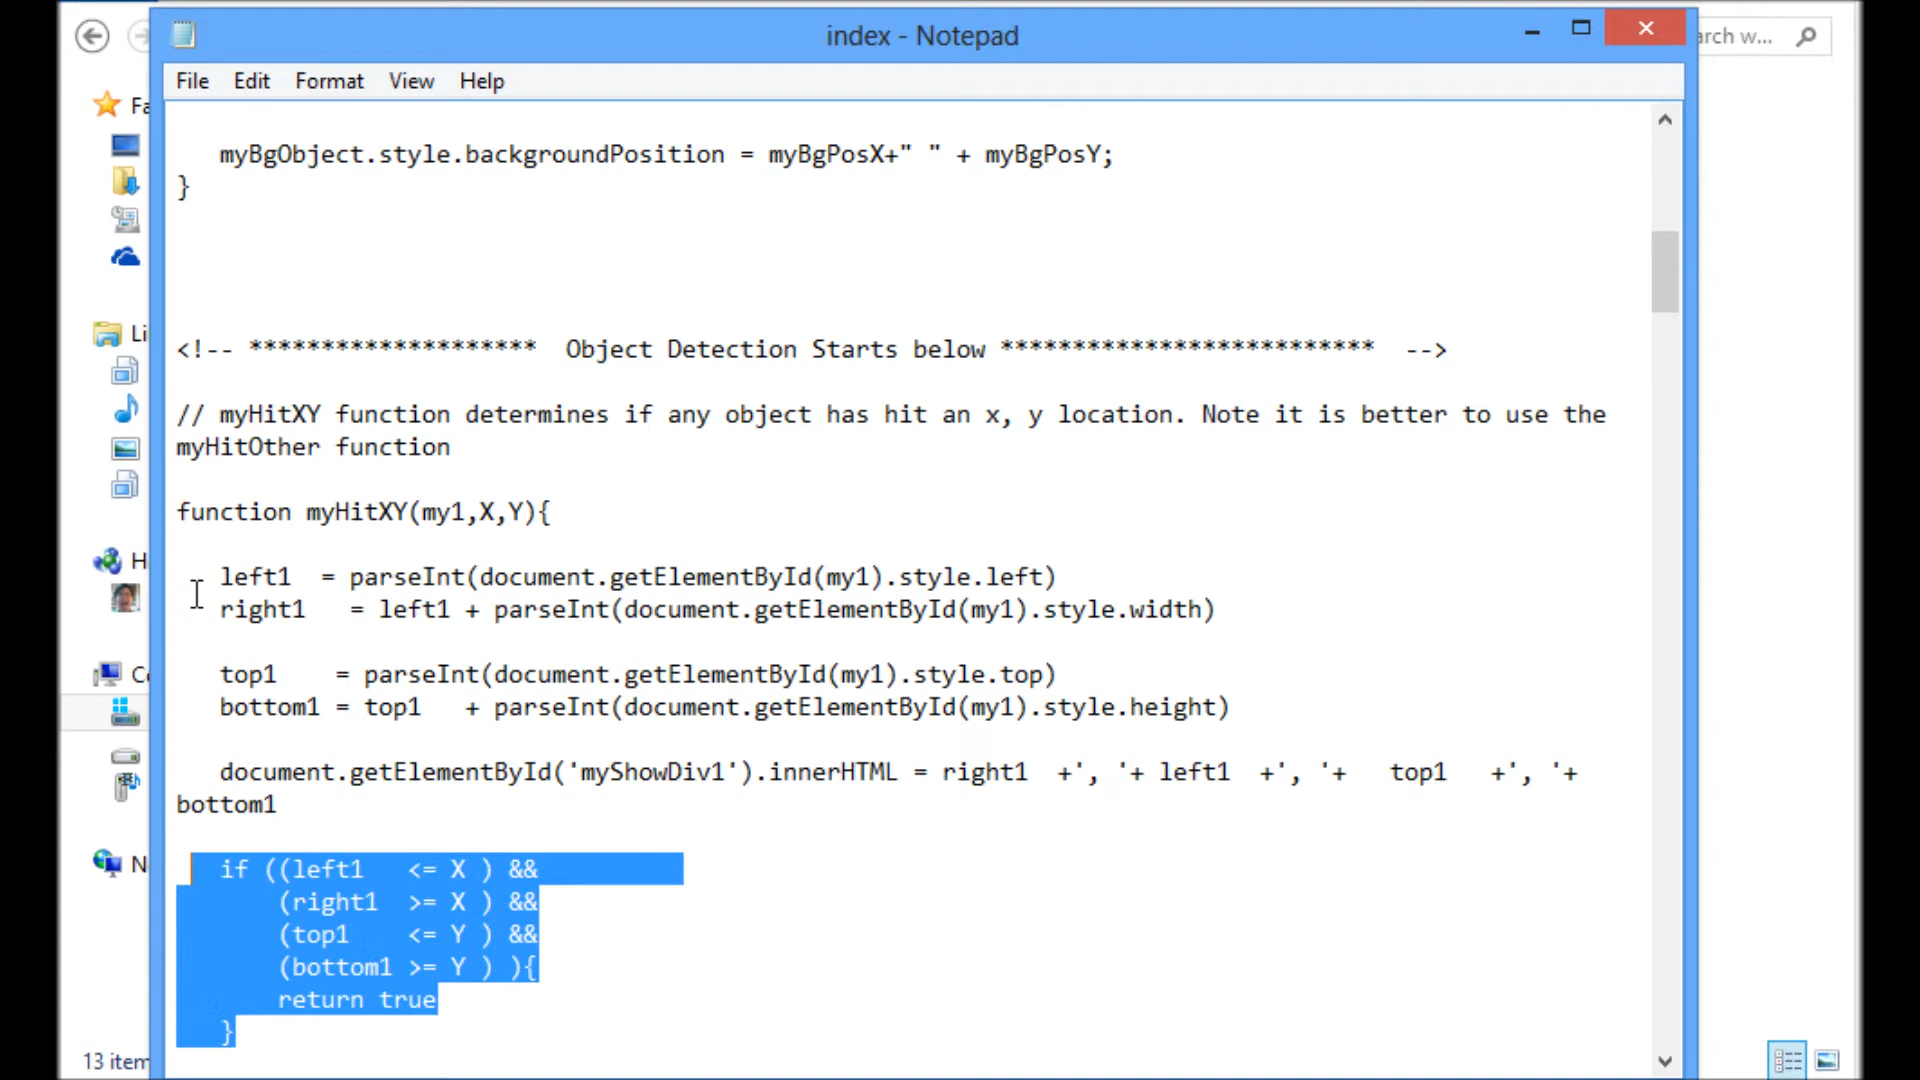 index - Notepad
arch w...
File Edit Format View Help
Fa
myBgObject.style.backgroundPosition = myBgPosX+" " + myBgPosY;
}
Li
<!-- ******************** Object Detection Starts below ************************** -->
// myHitXY function determines if any object has hit an x, y location. Note it is better to use the
myHitOther function
function myHitXY(my1,X,Y){
H
left1 = parseInt(document.getElementById(my1).style.left)
right1 = left1 + parseInt(document.getElementById(my1).style.width)
Co
top1 = parseInt(document.getElementById(my1).style.top)
bottom1 = top1 + parseInt(document.getElementById(my1).style.height)
document.getElementById('myShowDiv1').innerHTML = right1 +', '+ left1 +', '+ top1 +', '+
bottom1
N
if ((left1 <= X ) &&
(right1 >= X ) &&
(top1 <= Y ) &&
(bottom1 >= Y ) ){
return true
}
13 item